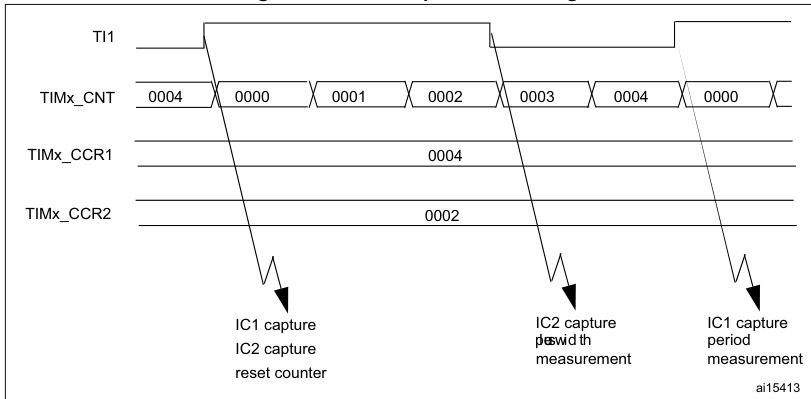 TI1
TIMx_CNT 0004 0000 0001 0002 0003 0004 0000
TIMx_CCR1 0004
TIMx_CCR2 0002
IC1 capture
IC2 capture
reset counter
IC2 capture
measurement
IC1 capture
period
measurement
ai15413